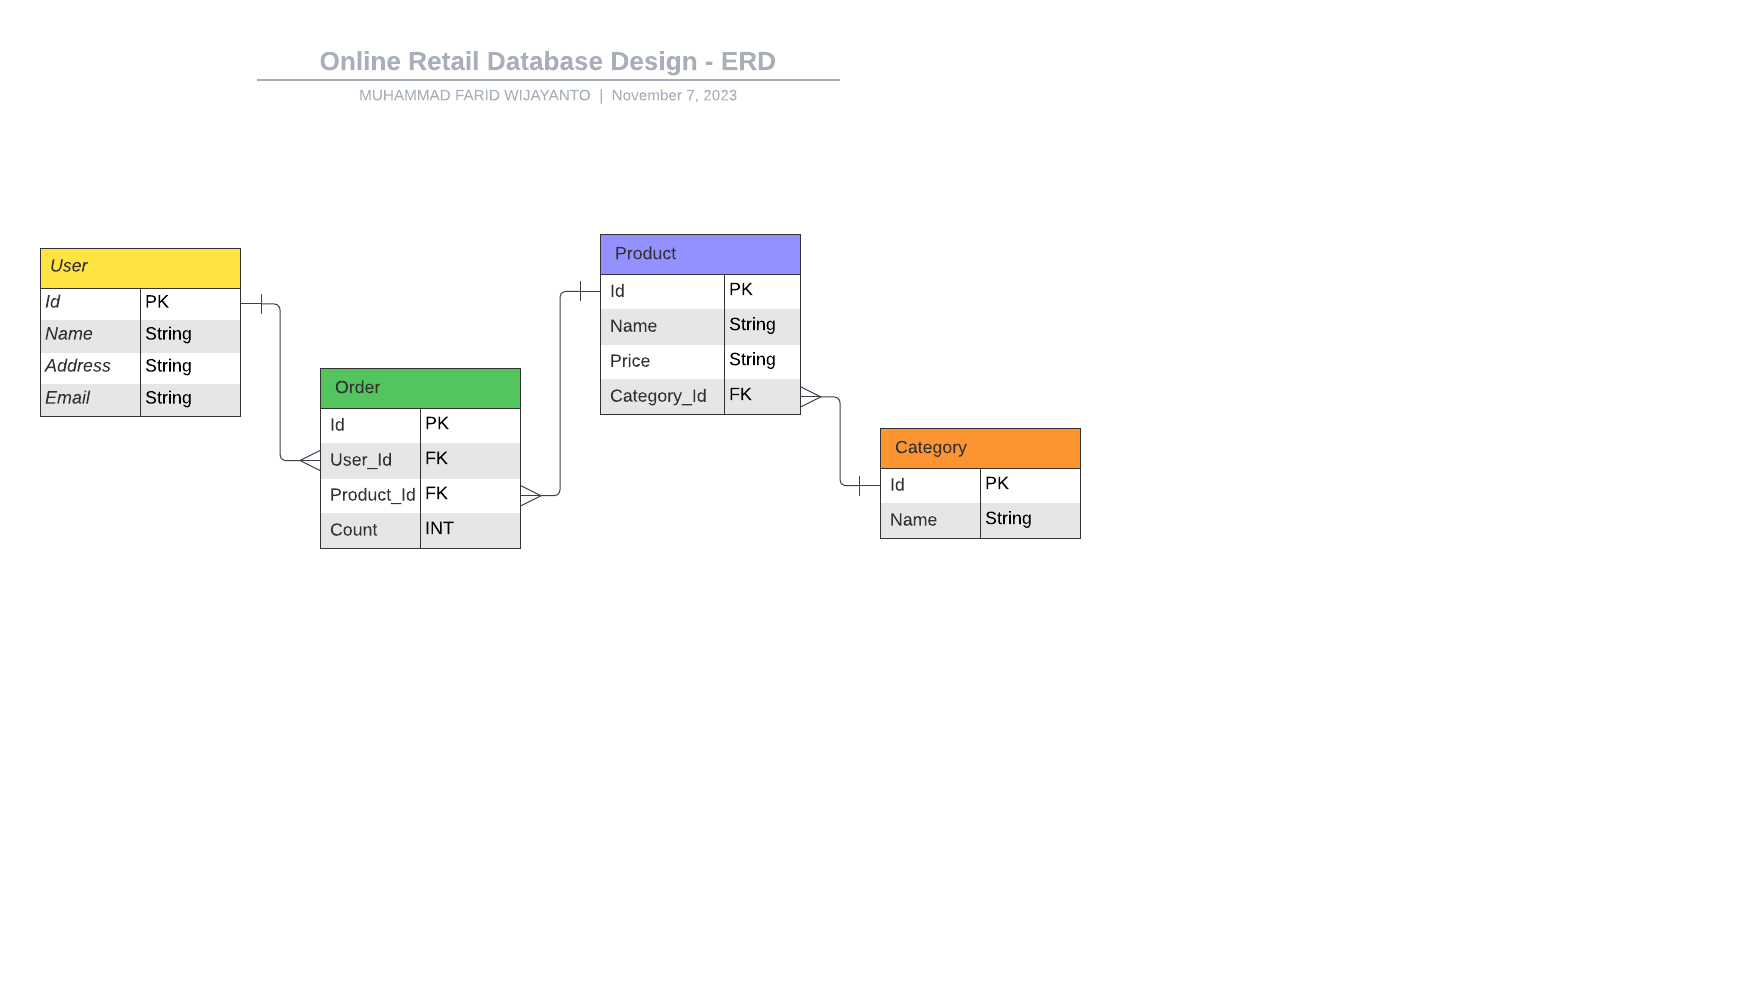 Online Retail Database Design - ERD
MUHAMMAD FARID WIJAYANTO | November 7, 2023
User
Id PK
Name String
Address String
Email String
Order
Id PK
User_Id FK
Product_Id FK
Count INT
Product
Id PK
Name String
Price String
Category_Id FK
Category
Id PK
Name String